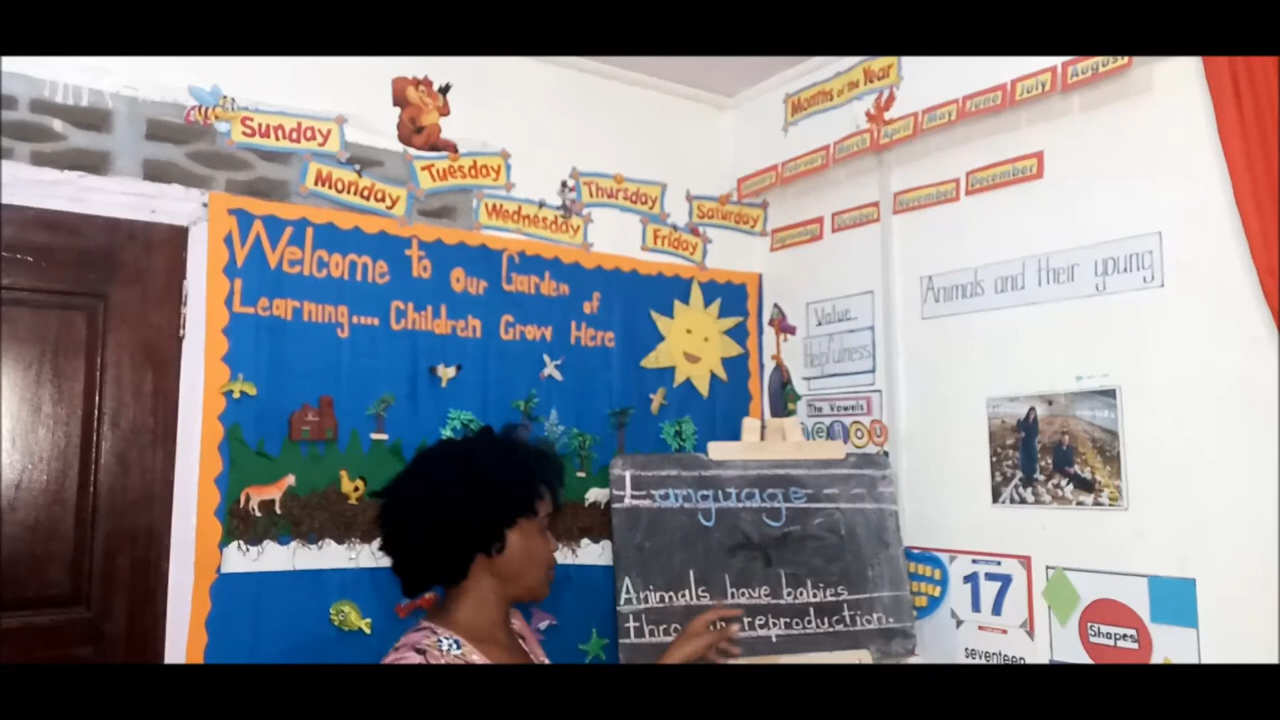 Sunday
Monday
Tuesday
Wednesday
Thursday
Friday
Saturday
Months of the Year
January
February
March
April
May
June
July
August
September
October
November
December
Welcome to our Garden of
Learning.... Children Grow Here
Value
Helpfulness
The Vowels
e i o u
Animals and their young
Language
Animals have babies
reproduction.
17
seventeen
Shapes